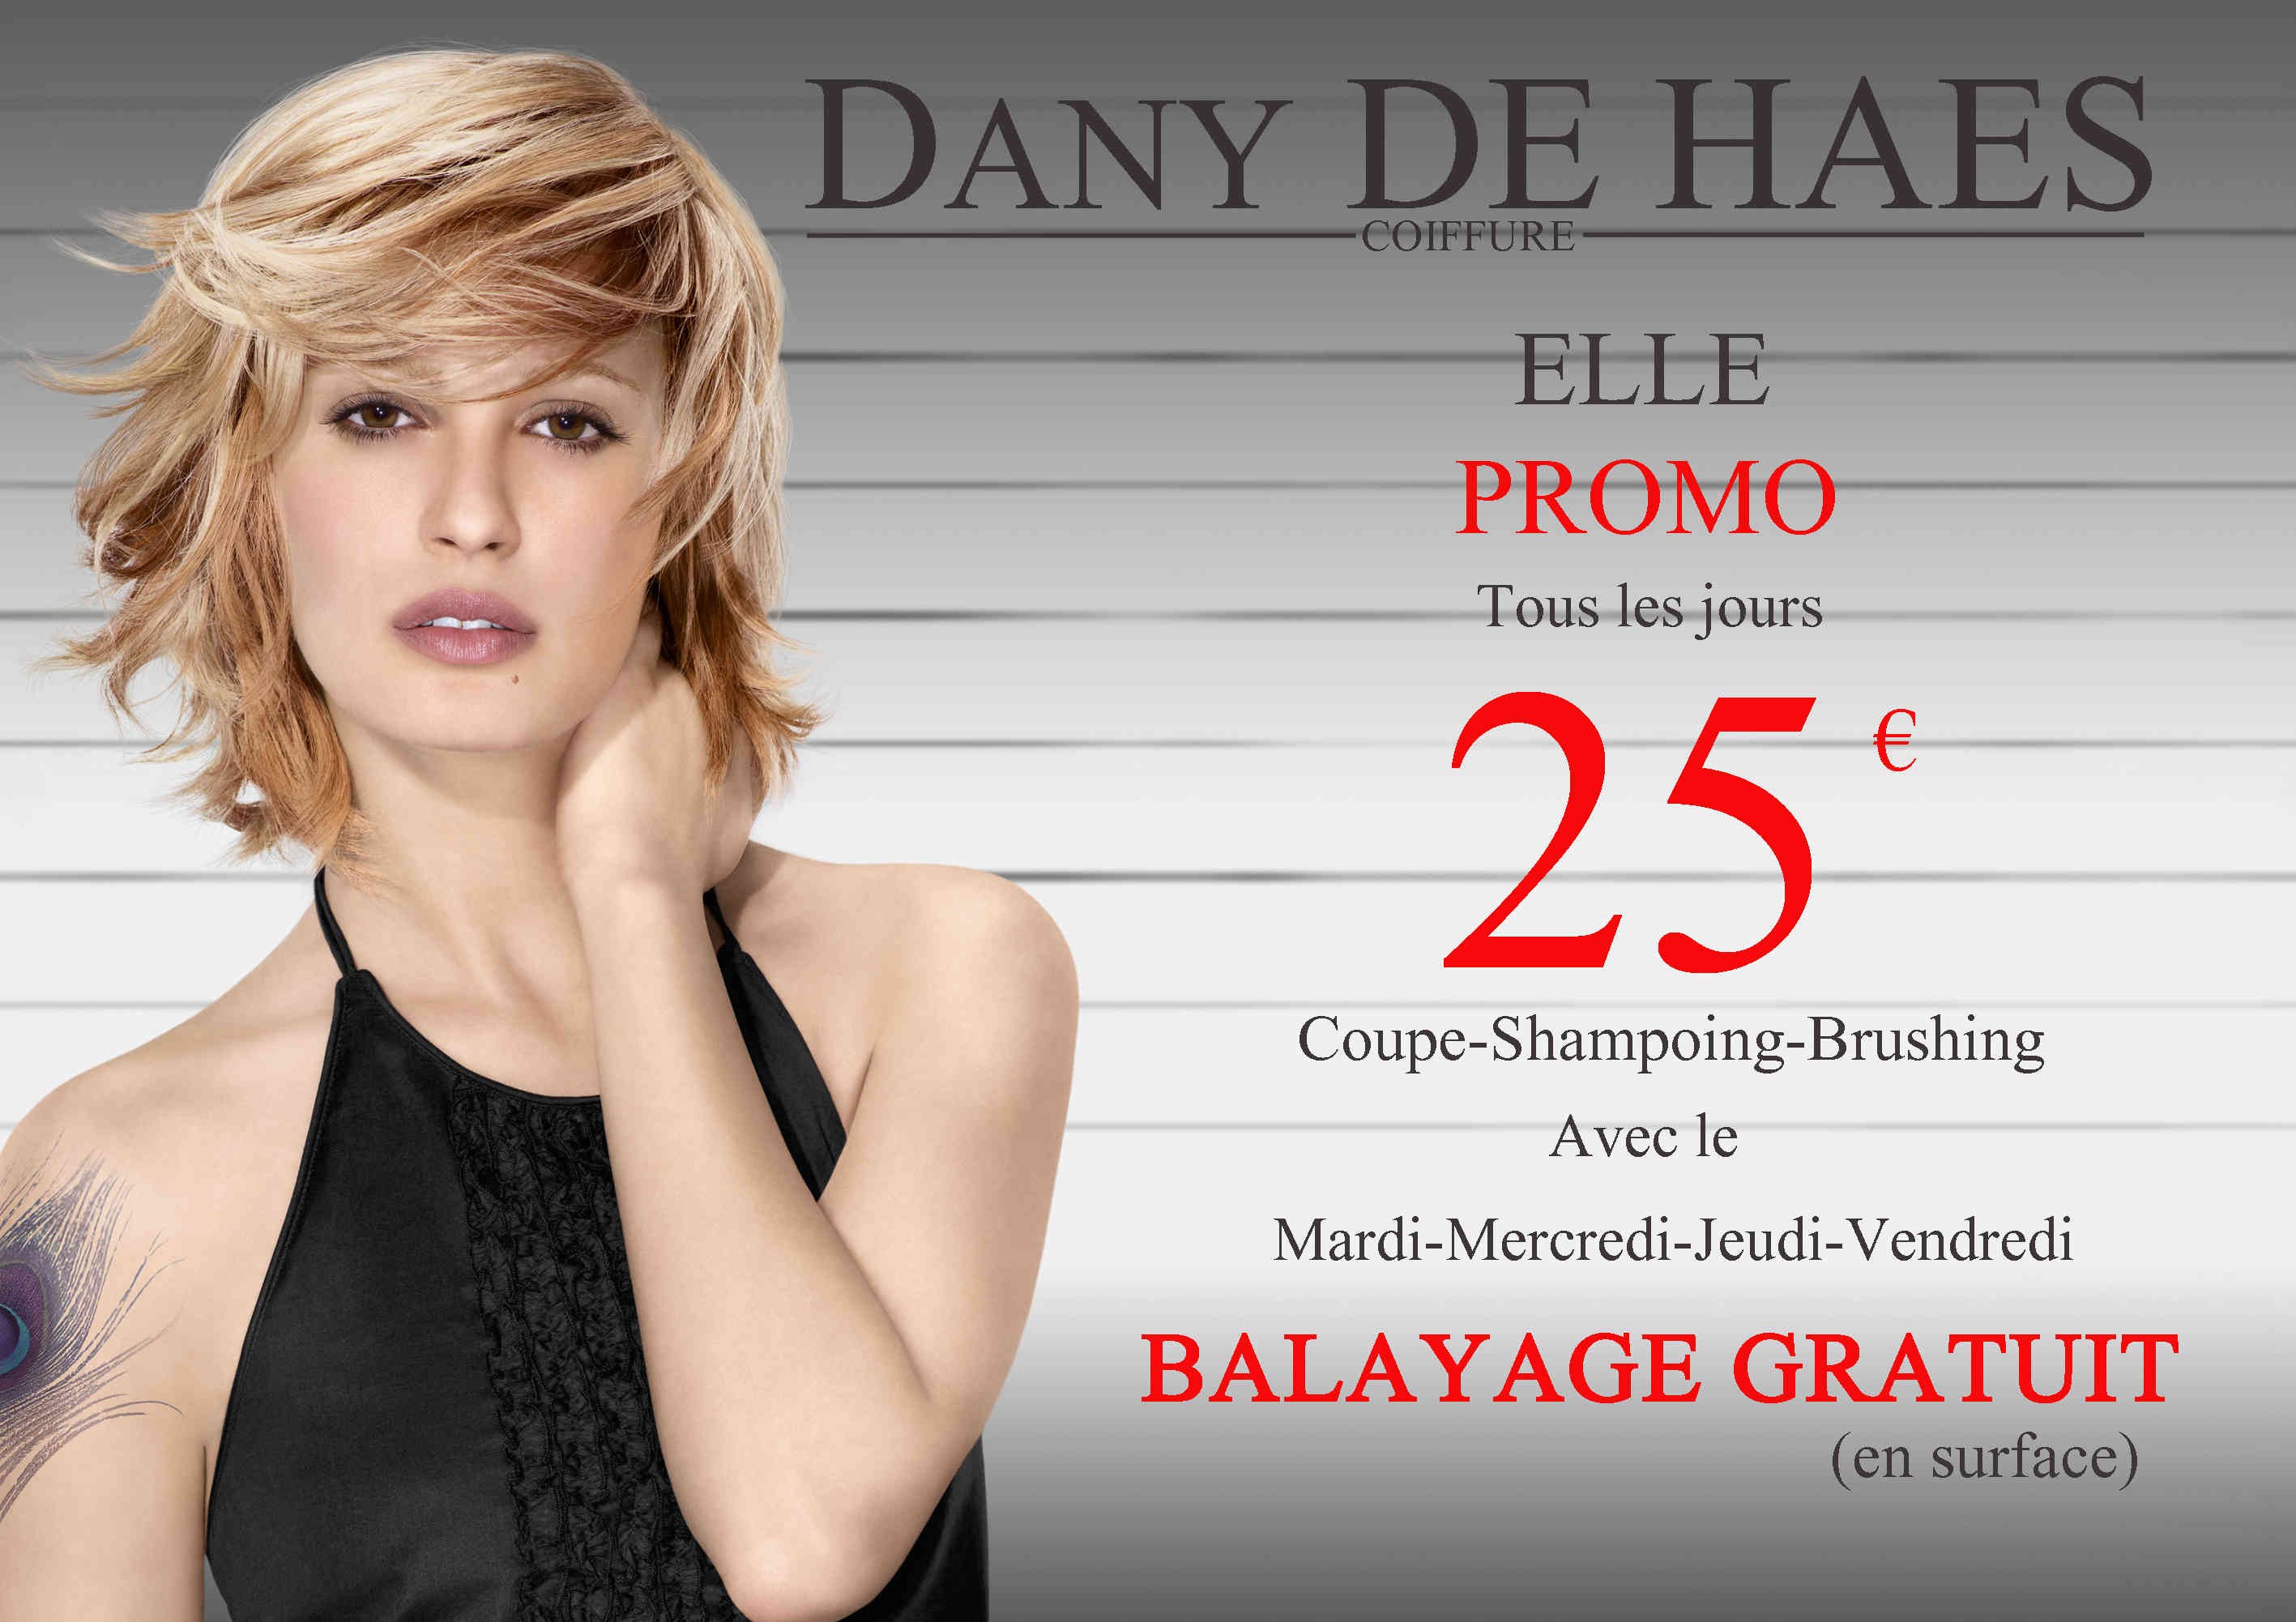 DANY DE HAES
COIFFURE
ELLE
PROMO
Tous les jours
25 €
Coupe-Shampoing-Brushing
Avec le
Mardi-Mercredi-Jeudi-Vendredi
BALAYAGE GRATUIT
(en surface)